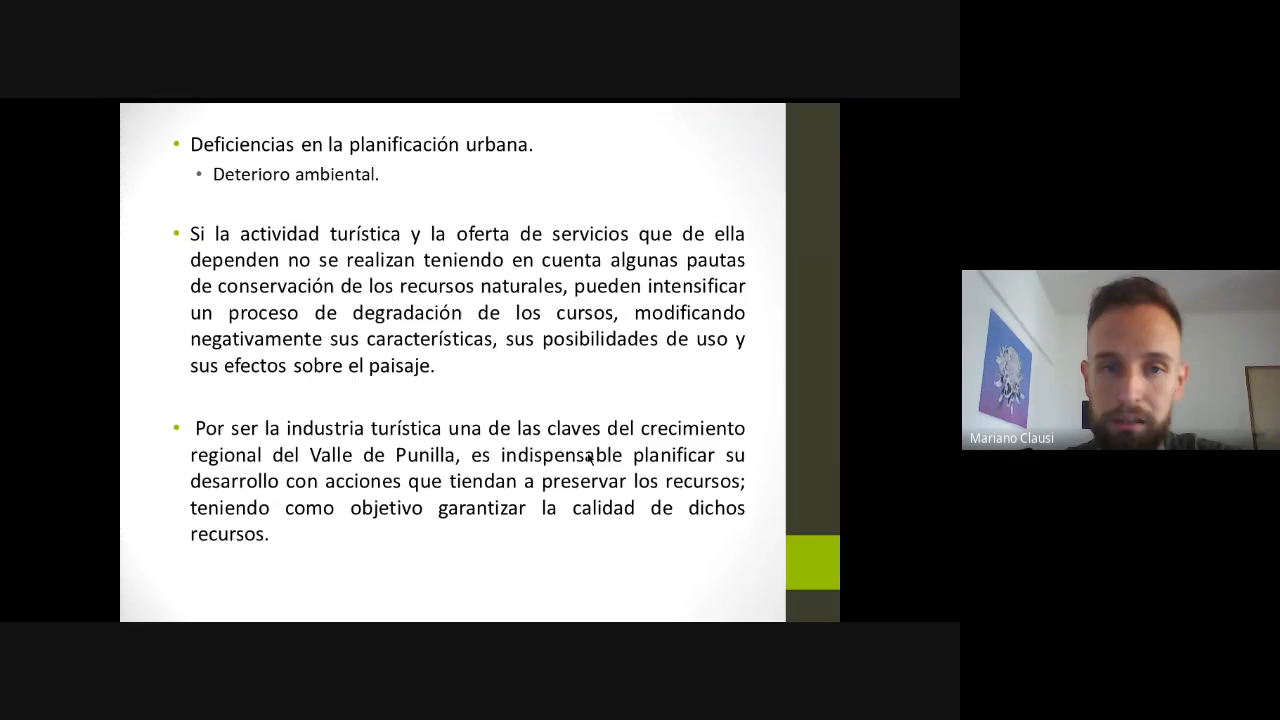 Deficiencias en la planificación urbana.
Deterioro ambiental.
Si la actividad turística y la oferta de servicios que de ella
dependen no se realizan teniendo en cuenta algunas pautas
de conservación de los recursos naturales, pueden intensificar
un proceso de degradación de los cursos, modificando
negativamente sus características, sus posibilidades de uso y
sus efectos sobre el paisaje.
Por ser la industria turística una de las claves del crecimiento
regional del Valle de Punilla, es indispensable planificar su
desarrollo con acciones que tiendan a preservar los recursos;
teniendo como objetivo garantizar la calidad de dichos
recursos.
Mariano Clausi